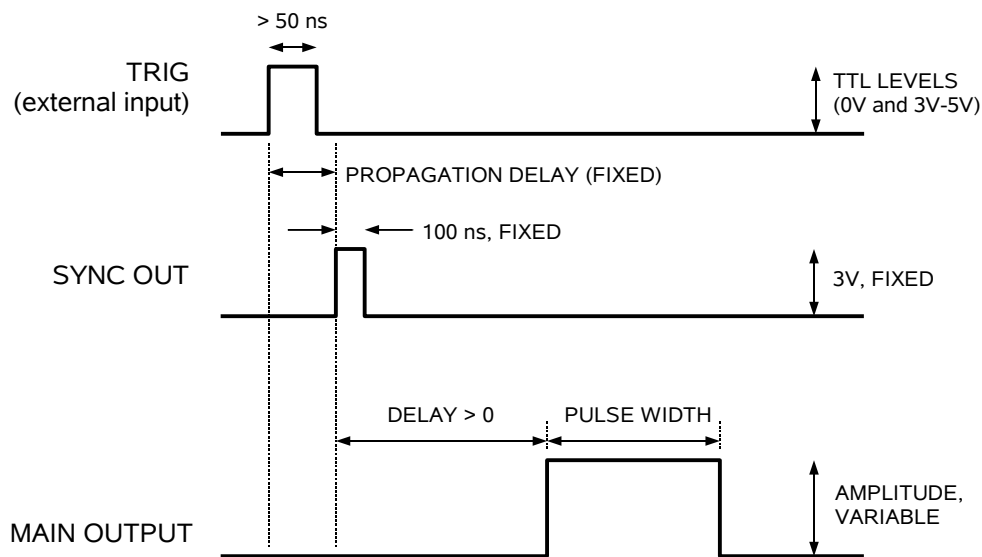 > 50 ns
TRIG
(external input)
TTL LEVELS
(0V and 3V-5V)
PROPAGATION DELAY (FIXED)
100 ns, FIXED
SYNC OUT
3V, FIXED
DELAY > 0
PULSE WIDTH
AMPLITUDE,
VARIABLE
MAIN OUTPUT